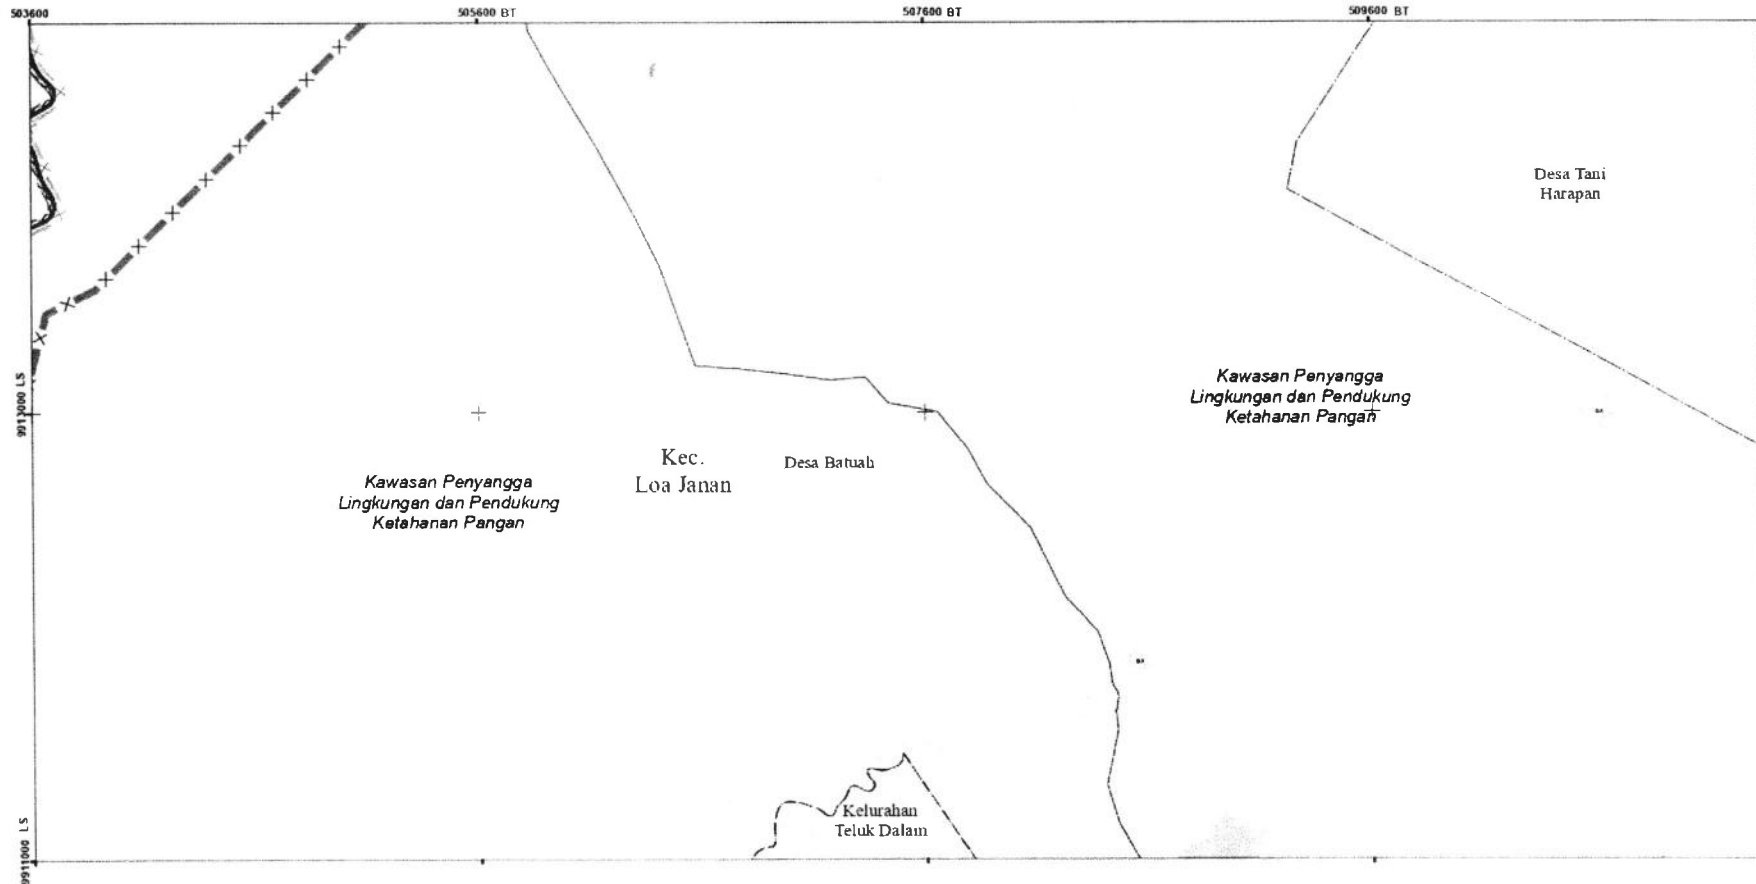 503600
505600 BT
507600 BT
509600 BT
Desa Tani
Harapan
Kawasan Penyangga
Lingkungan dan Pendukung
Ketahanan Pangan
Kec.
Loa Janan
Desa Batuah
Kawasan Penyangga
Lingkungan dan Pendukung
Ketahanan Pangan
Kelurahan
Teluk Dalam
LS
9911000 LS